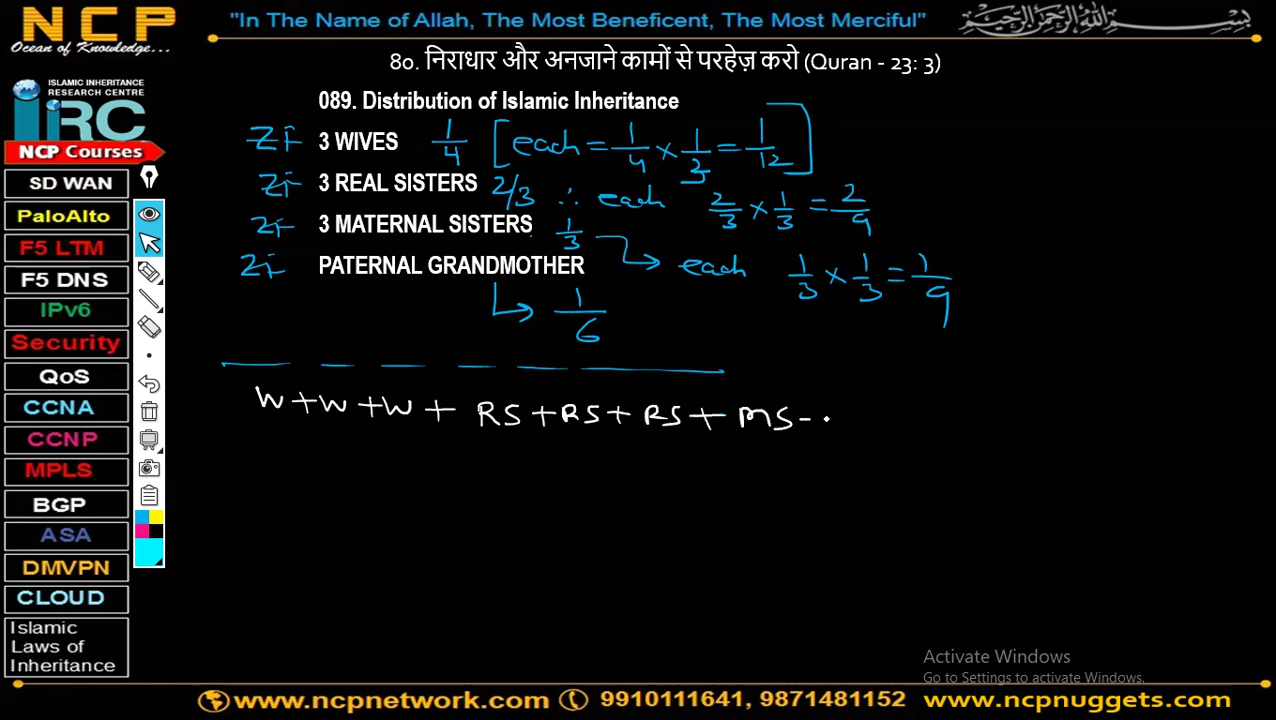 NCP
Ocean of Knowledge...
"In The Name of Allah, The Most Beneficent, The Most Merciful"
بِسْمِ اللهِ الرَّحْمٰنِ الرَّحِيْمِ
80. निराधार और अनजाने कामों से परहेज़ करो (Quran - 23: 3)
ISLAMIC INHERITANCE
RESEARCH CENTRE
IRC
NCP Courses
SD WAN
PaloAlto
F5 LTM
F5 DNS
IPv6
Security
QoS
CCNA
CCNP
MPLS
BGP
ASA
DMVPN
CLOUD
Islamic
Laws of
Inheritance
089. Distribution of Islamic Inheritance
3 WIVES 1/4 [each = 1/4 × 1/3 = 1/12]
3 REAL SISTERS 2/3 ∴ each 2/3 × 1/3 = 2/9
3 MATERNAL SISTERS 1/3 → each 1/3 × 1/3 = 1/9
PATERNAL GRANDMOTHER
→ 1/6
W + W + W + RS + RS + RS + MS - .
Activate Windows
Go to Settings to activate Windows.
www.ncpnetwork.com 9910111641, 9871481152 www.ncpnuggets.com